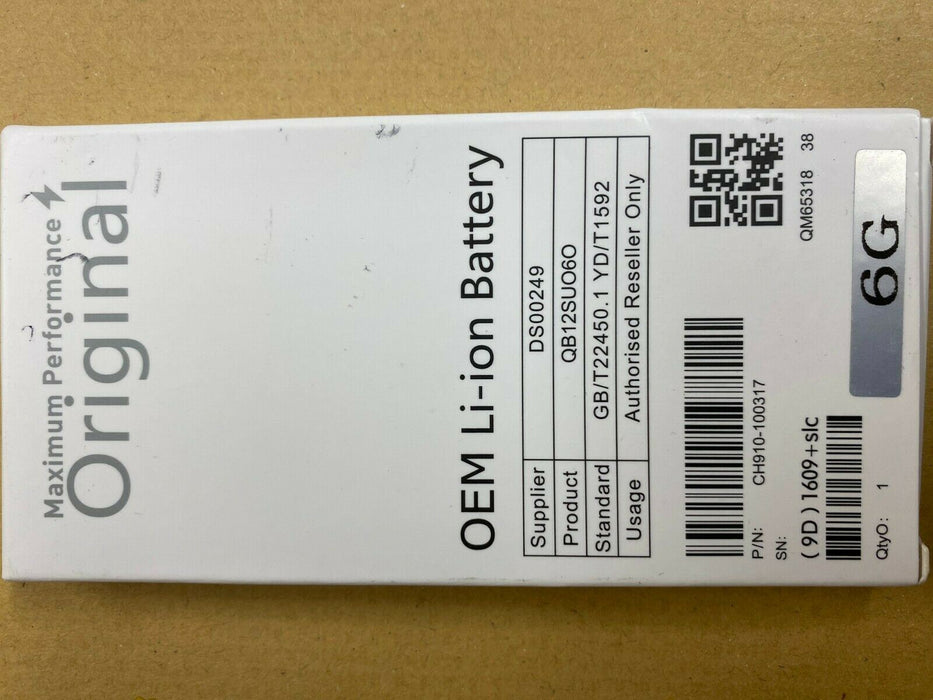 Maximum Performance
Original
OEM Li-ion Battery
Supplier DS00249
Product QB12SUO6O
Standard GB/T22450.1 YD/T1592
Usage Authorised Reseller Only
P/N: CH910-100317
SN:
(9D)1609+slc
QtyO: 1
QM65318 38
6G